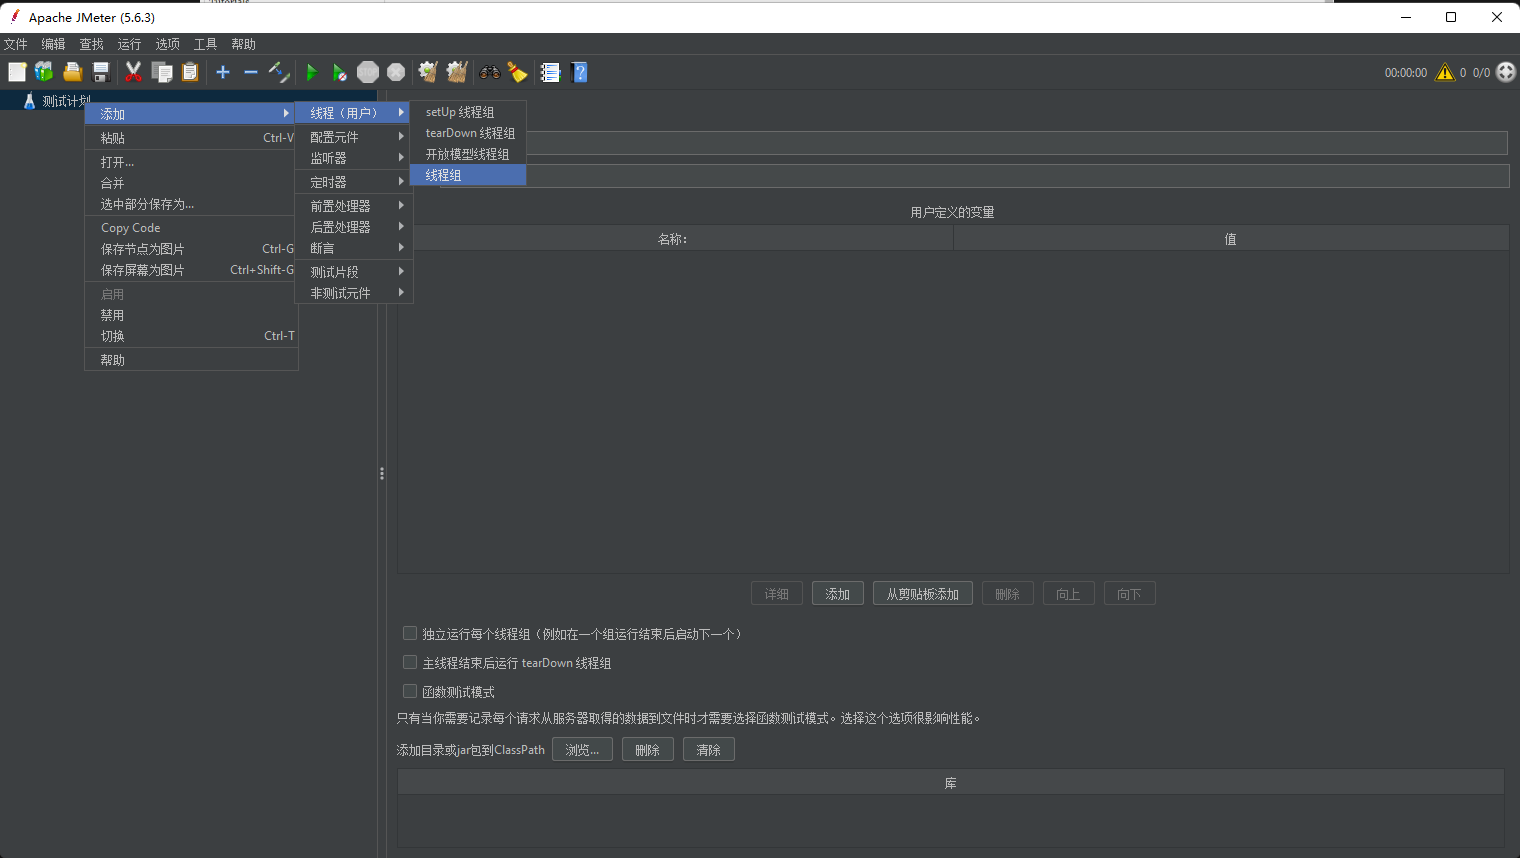 Apache JMeter (5.6.3)
文件 编辑 查找 运行 选项 工具 帮助
00:00:00 0 0/0
测试计划
添加
粘贴 Ctrl-V
打开...
合并
选中部分保存为...
Copy Code
保存节点为图片 Ctrl-G
保存屏幕为图片 Ctrl+Shift-G
启用
禁用
切换 Ctrl-T
帮助
线程（用户）
配置元件
监听器
定时器
前置处理器
后置处理器
断言
测试片段
非测试元件
setUp 线程组
tearDown 线程组
开放模型线程组
线程组
用户定义的变量
名称: 值
详细 添加 从剪贴板添加 删除 向上 向下
独立运行每个线程组（例如在一个组运行结束后启动下一个）
主线程结束后运行 tearDown 线程组
函数测试模式
只有当你需要记录每个请求从服务器取得的数据到文件时才需要选择函数测试模式。选择这个选项很影响性能。
添加目录或jar包到ClassPath 浏览... 删除 清除
库